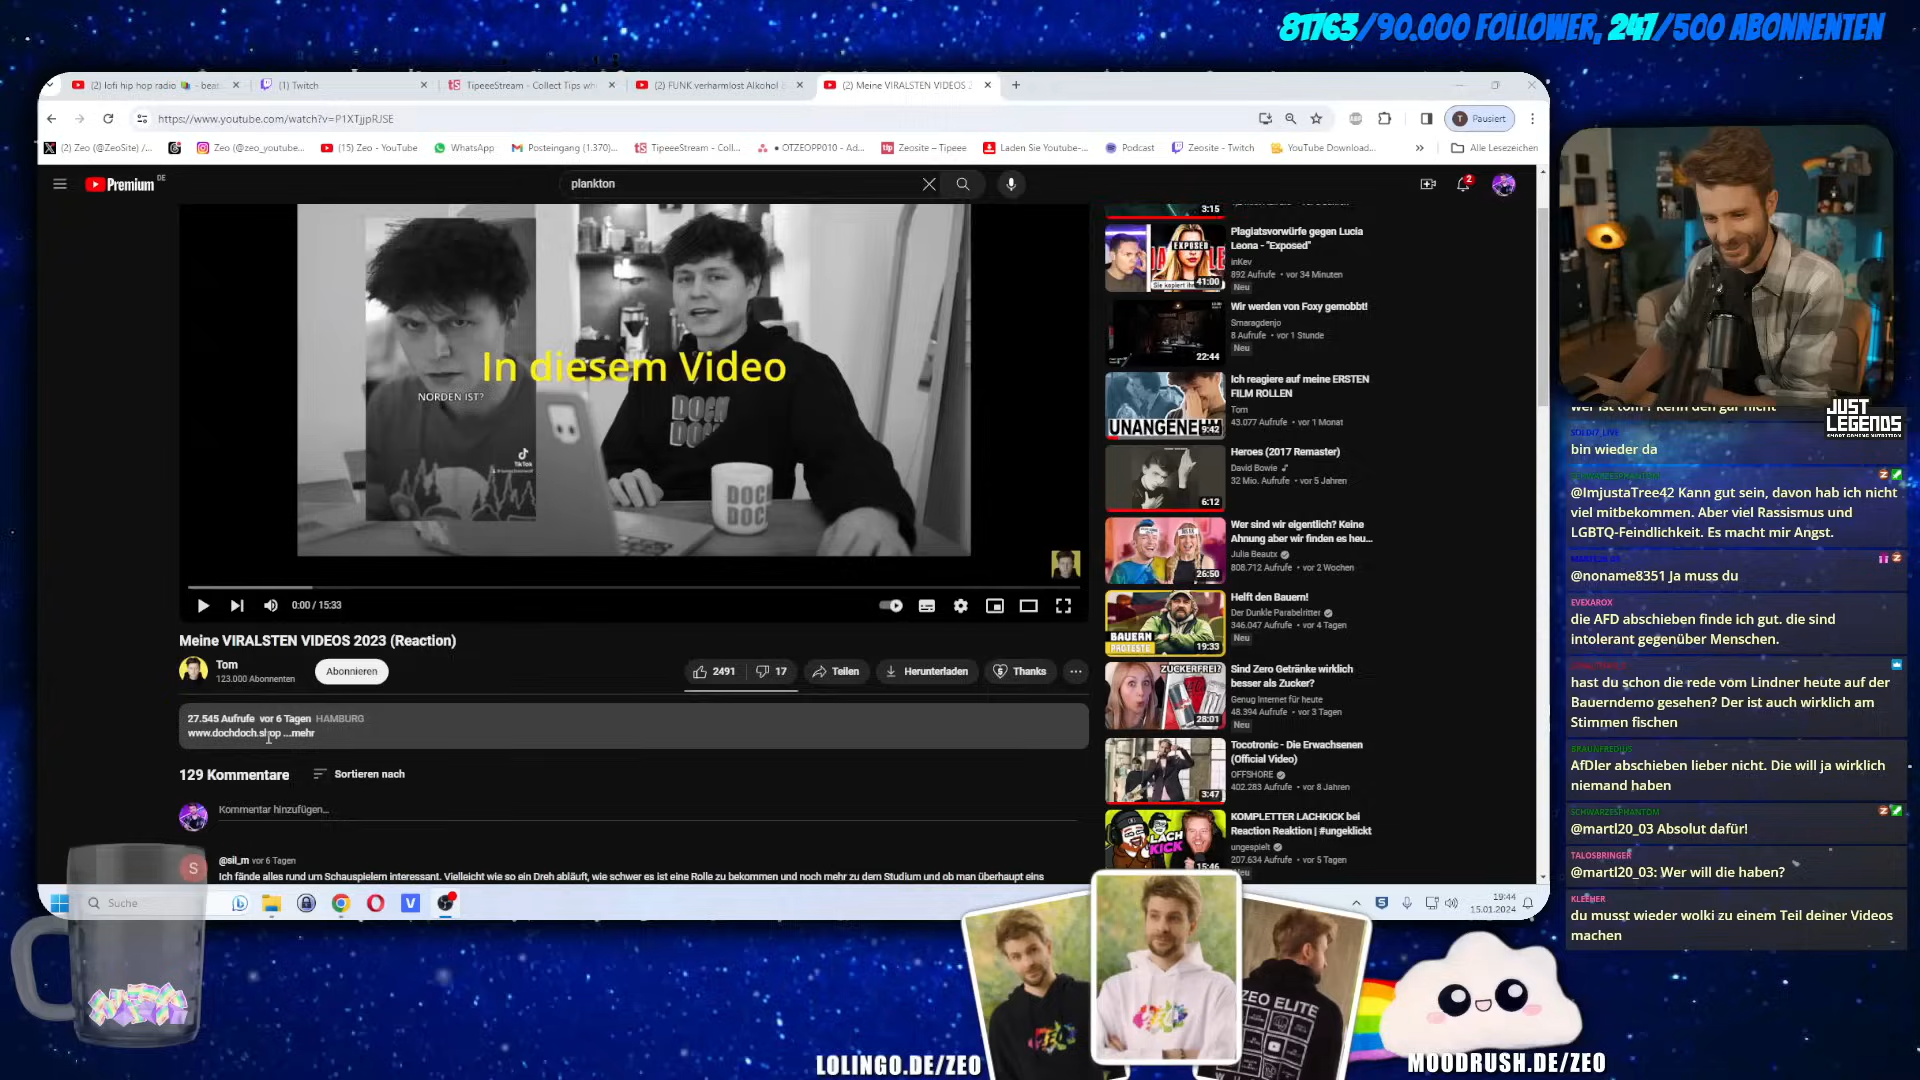 81763/90.000 FOLLOWER, 247/500 ABONNENTEN
(2) lofi hip hop radio - beat
(1) Twitch
TipeeeStream - Collect Tips wh
(2) FUNK verharmlost Alkohol
(2) Meine VIRALSTEN VIDEOS 2
https://www.youtube.com/watch?v=P1XTjjpRJSE
T Pausiert
(2) Zeo (@ZeoSite) /...
Zeo (@zeo_youtube...
(15) Zeo - YouTube
WhatsApp
Posteingang (1.370)...
TipeeeStream - Coll...
• OTZEOPP010 - Ad...
Zeosite – Tipeee
Laden Sie Youtube-...
Podcast
Zeosite - Twitch
YouTube Download...
Alle Lesezeichen
Premium DE
plankton
2
In diesem Video
NORDEN IST?
TikTok
DOCH
DOCH
DOCH
DOCH
0:00 / 15:33
Meine VIRALSTEN VIDEOS 2023 (Reaction)
Tom
123.000 Abonnenten
Abonnieren
2491
17
Teilen
Herunterladen
Thanks
27.545 Aufrufe vor 6 Tagen HAMBURG
www.dochdoch.shop ...mehr
129 Kommentare
Sortieren nach
Kommentar hinzufügen...
S
@sil_m vor 6 Tagen
Ich fände alles rund um Schauspielern interessant. Vielleicht wie so ein Dreh abläuft, wie schwer es ist eine Rolle zu bekommen und noch mehr zu dem Studium und ob man überhaupt eins
3:15
EXPOSED
41:00
Plagiatsvorwürfe gegen Lucia
Leona - "Exposed"
inKev
892 Aufrufe • vor 34 Minuten
Neu
22:44
Wir werden von Foxy gemobbt!
Smaragdenjo
8 Aufrufe • vor 1 Stunde
Neu
UNANGENEHM
9:42
Ich reagiere auf meine ERSTEN
FILM ROLLEN
Tom
43.077 Aufrufe • vor 1 Monat
6:12
Heroes (2017 Remaster)
David Bowie
32 Mio. Aufrufe • vor 5 Jahren
26:50
Wer sind wir eigentlich? Keine
Ahnung aber wir finden es heu...
Julia Beautx
808.712 Aufrufe • vor 2 Wochen
BAUERN
PROTESTE
19:33
Helft den Bauern!
Der Dunkle Parabelritter
346.047 Aufrufe • vor 4 Tagen
Neu
ZUCKERFREI?
28:01
Sind Zero Getränke wirklich
besser als Zucker?
Genug Internet für heute
48.394 Aufrufe • vor 3 Tagen
Neu
3:47
Tocotronic - Die Erwachsenen
(Official Video)
OFFSHORE
402.283 Aufrufe • vor 8 Jahren
LACH
KICK
15:46
KOMPLETTER LACHKICK bei
Reaction Reaktion | #ungeklickt
ungespielt
207.634 Aufrufe • vor 5 Tagen
Neu
Suche
19:44
15.01.2024
JUST
LEGENDS
wer ist tom ? Kenn den gar nicht
bin wieder da
@ImjustaTree42 Kann gut sein, davon hab ich nicht
viel mitbekommen. Aber viel Rassismus und
LGBTQ-Feindlichkeit. Es macht mir Angst.
@noname8351 Ja muss du
EVEXAROX
die AFD abschieben finde ich gut. die sind
intolerant gegenüber Menschen.
hast du schon die rede vom Lindner heute auf der
Bauerndemo gesehen? Der ist auch wirklich am
Stimmen fischen
BRAUNFREDIUS
AfDler abschieben lieber nicht. Die will ja wirklich
niemand haben
SCHWARZESPHANTOM
@martl20_03 Absolut dafür!
TALOSBRINGER
@martl20_03: Wer will die haben?
KLEEHER
du musst wieder wolki zu einem Teil deiner Videos
machen
ZEO ELITE
LOLINGO.DE/ZEO
MOODRUSH.DE/ZEO